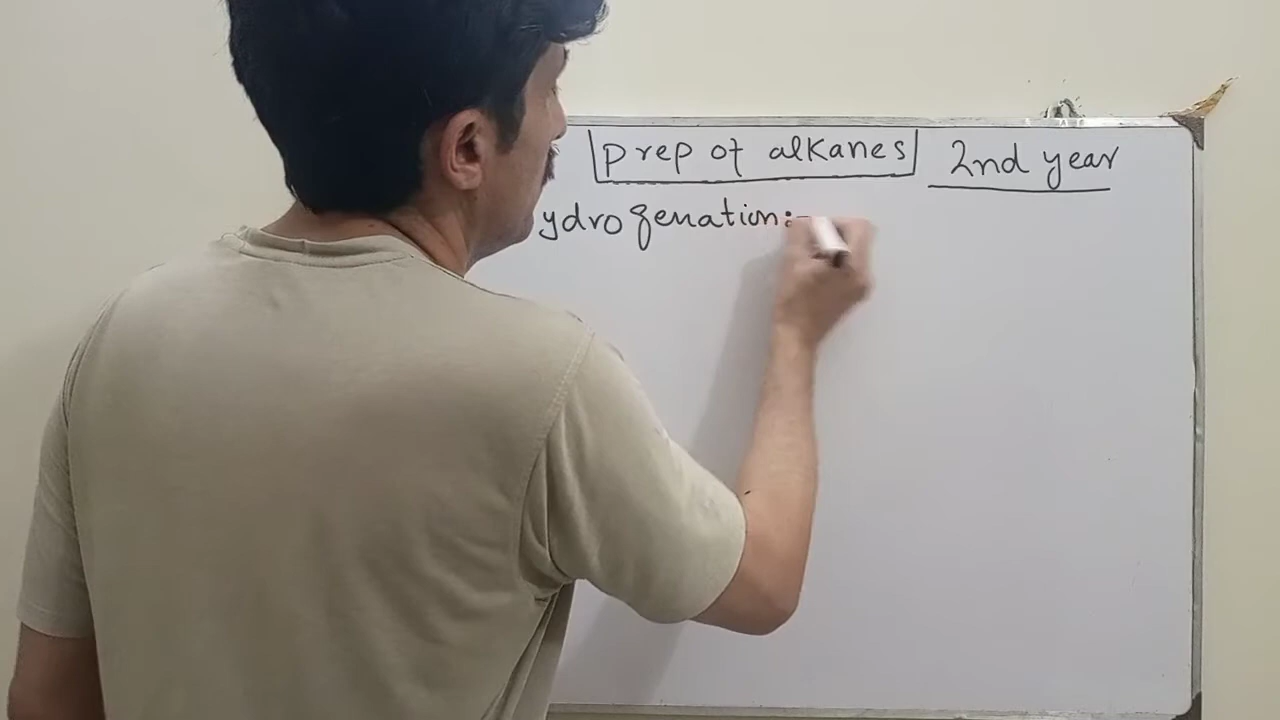 prep of alkanes 2nd year
ydrogenation:-